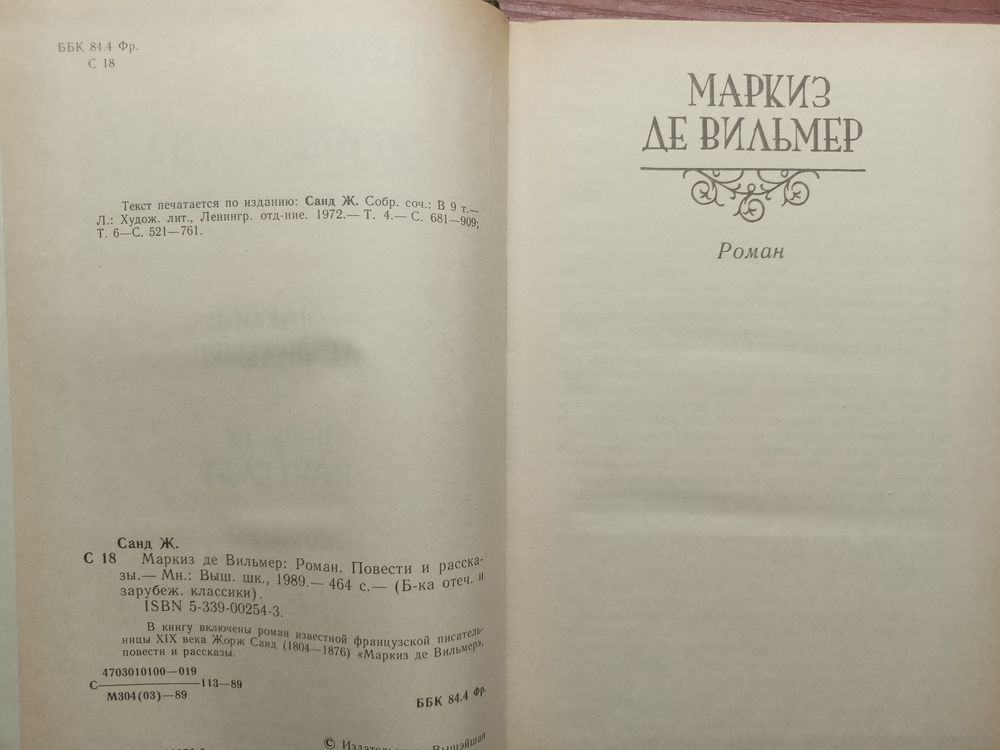 ББК 84.4 Фр.
С 18
Текст печатается по изданию: Санд Ж. Собр. соч.: В 9 т.—
Л.: Худож. лит., Ленингр. отд-ние. 1972.— Т. 4.— С. 681—909;
Т. 6—С. 521—761.
Санд Ж.
С 18 Маркиз де Вильмер: Роман. Повести и расска-
зы.— Мн.: Выш. шк., 1989.— 464 с.— (Б-ка отеч. и
зарубеж. классики).
ISBN 5-339-00254-3.
В книгу включены роман известной французской писатель-
ницы XIX века Жорж Санд (1804—1876) «Маркиз де Вильмер»,
повести и рассказы.
4703010100—019
С 113—89
М304(03)—89
ББК 84.4 Фр.
© Вышэйшая
МАРКИЗ
ДЕ ВИЛЬМЕР
Роман